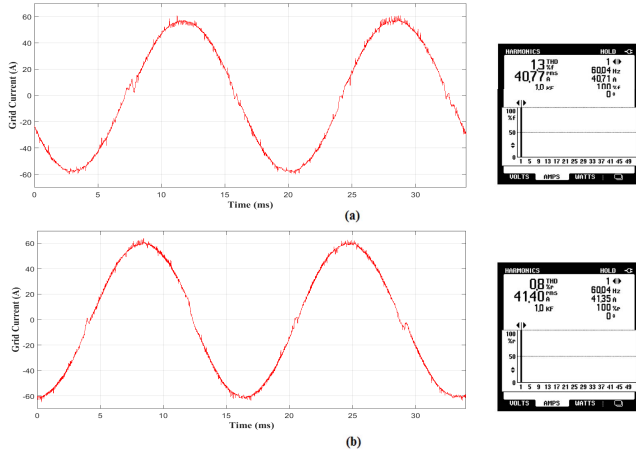 Grid Current (A)
60
40
20
0
-20
-40
-60
0 5 10 15 20 25 30
Time (ms)
(a)
HARMONICS HOLD
1,3 THD %f 1
40,77 RMS A 60,04 Hz
40,71 A
1,0 KF 100 %f
0 °
100 %f
50
0
1 5 9 13 17 21 25 29 33 37 41 45 49
VOLTS AMPS WATTS
Grid Current (A)
60
40
20
0
-20
-40
-60
0 5 10 15 20 25 30
Time (ms)
(b)
HARMONICS HOLD
0,8 THD %r 1
41,40 RMS A 60,04 Hz
41,35 A
1,0 KF 100 %r
0 °
100 %r
50
0
1 5 9 13 17 21 25 29 33 37 41 45 49
VOLTS AMPS WATTS